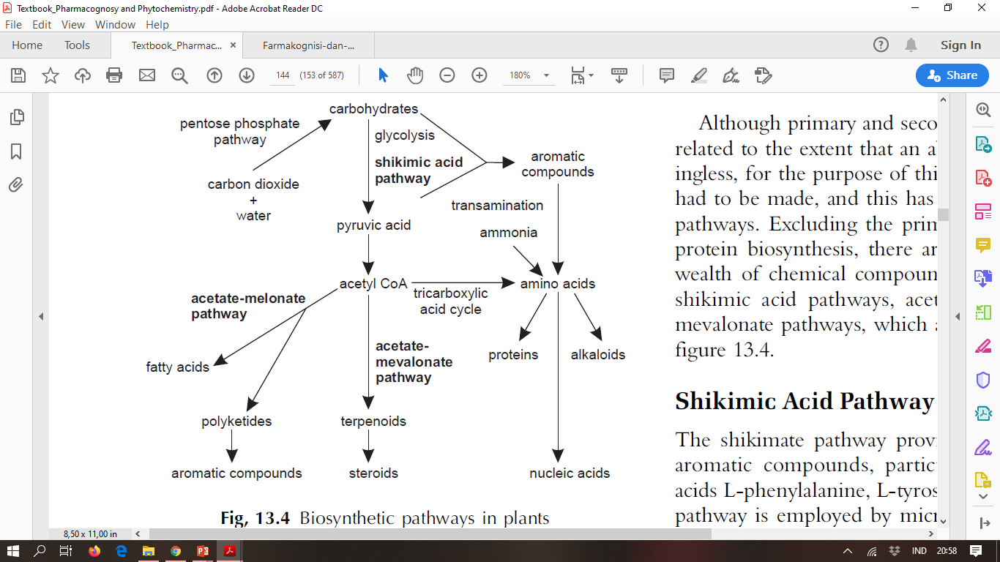 Textbook_Pharmacognosy and Phytochemistry.pdf - Adobe Acrobat Reader DC
File Edit View Window Help
Home Tools Textbook_Pharmac... × Farmakognisi-dan-...
Sign In
144 (153 of 587) 180%
Share
carbohydrates
pentose phosphate
pathway
glycolysis
shikimic acid
pathway
aromatic
compounds
carbon dioxide
+
water
transamination
pyruvic acid
ammonia
acetyl CoA
tricarboxylic
acid cycle
amino acids
acetate-melonate
pathway
acetate-
mevalonate
pathway
proteins
alkaloids
fatty acids
polyketides
terpenoids
aromatic compounds
steroids
nucleic acids
Fig, 13.4 Biosynthetic pathways in plants
Although primary and seco
related to the extent that an a
ingless, for the purpose of thi
had to be made, and this has
pathways. Excluding the prim
protein biosynthesis, there ar
wealth of chemical compoun
shikimic acid pathways, acet
mevalonate pathways, which a
figure 13.4.
Shikimic Acid Pathway
The shikimate pathway provi
aromatic compounds, partic
acids L-phenylalanine, L-tyros
pathway is employed by micr
8,50 x 11,00 in
IND 20:58